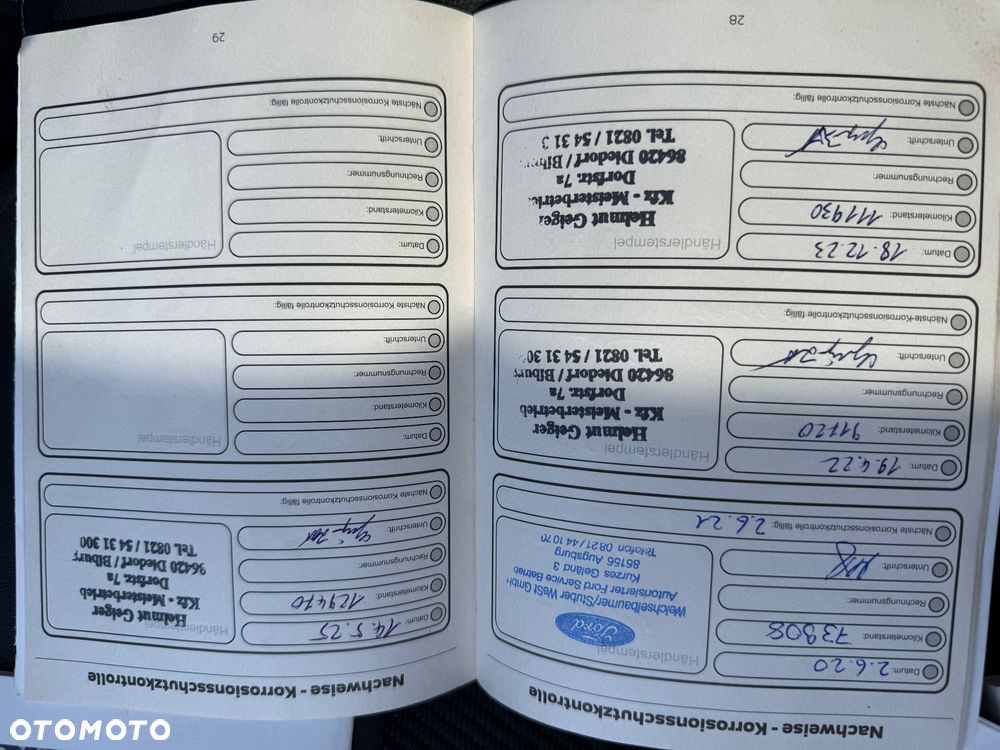 Nachweise - Korrosionsschutzkontrolle
Datum: 2.6.20
Kilometerstand: 73808
Rechnungsnummer:
Unterschrift:
Nächste Korrosionsschutzkontrolle fällig: 2.6.21
Händlerstempel
Ford
Weichselbaumer/Stuber WeSt GmbH
Autorisierter Ford Service Betrieb
Kurzes Geländ 3
86156 Augsburg
Telefon 0821/44 10 70
Datum: 19.4.22
Kilometerstand: 91120
Rechnungsnummer:
Unterschrift:
Nächste Korrosionsschutzkontrolle fällig:
Händlerstempel
Helmut Geiger
Kfz - Meisterbetrieb
Dorfstr. 7a
86420 Diedorf / Biburg
Tel. 0821 / 54 31 30
Datum: 18.12.23
Kilometerstand: 111930
Rechnungsnummer:
Unterschrift:
Nächste Korrosionsschutzkontrolle fällig:
Händlerstempel
Helmut Geiger
Kfz - Meisterbetrie
Dorfstr. 7a
86420 Diedorf / Bibur
Tel. 0821 / 54 31 3
28
Nachweise - Korrosionsschutzkontrolle
Datum: 14.5.25
Kilometerstand: 129470
Rechnungsnummer:
Unterschrift:
Nächste Korrosionsschutzkontrolle fällig:
Händlerstempel
Helmut Geiger
Kfz - Meisterbetrieb
Dorfstr. 7a
86420 Diedorf / Biburg
Tel. 0821 / 54 31 300
Datum:
Kilometerstand:
Rechnungsnummer:
Unterschrift:
Nächste Korrosionsschutzkontrolle fällig:
Händlerstempel
Datum:
Kilometerstand:
Rechnungsnummer:
Unterschrift:
Nächste Korrosionsschutzkontrolle fällig:
Händlerstempel
29
OTOMOTO